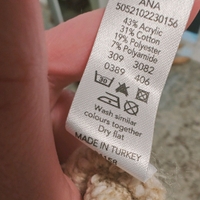 ANA
5052102230156
43% Acrylic
31% Cotton
19% Polyester
7% Polyamide
309 3082
0389 406
30
Wash similar
colours together
Dry flat
MADE IN TURKEY